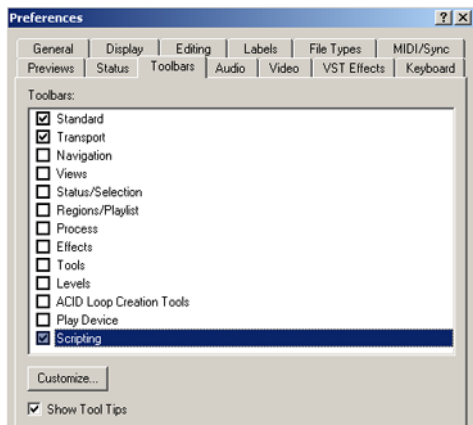 Preferences
General Display Editing Labels File Types MIDI/Sync
Previews Status Toolbars Audio Video VST Effects Keyboard
Toolbars:
Standard
Transport
Navigation
Views
Status/Selection
Regions/Playlist
Process
Effects
Tools
Levels
ACID Loop Creation Tools
Play Device
Scripting
Customize...
Show Tool Tips